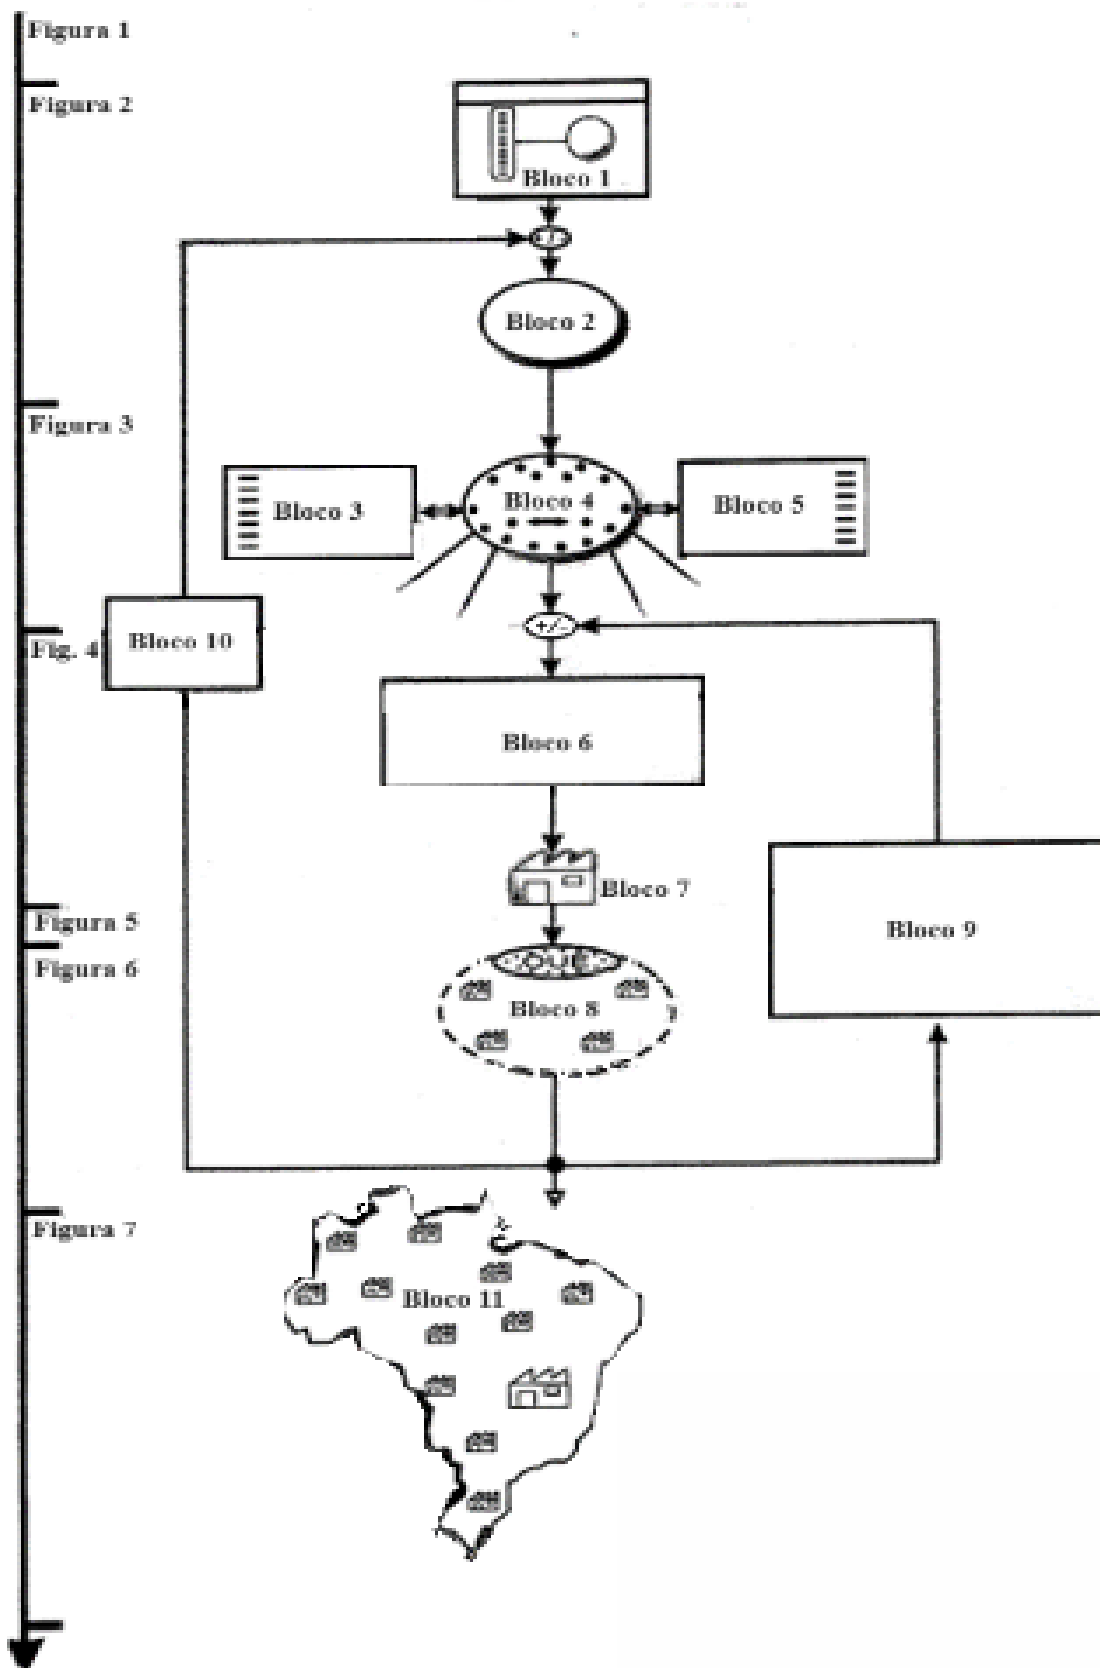 Figura 1
Figura 2
Bloco 1
Bloco 2
Figura 3
Bloco 3
Bloco 4
Bloco 5
+/-
Fig. 4
Bloco 10
Bloco 6
Bloco 7
Figura 5
Bloco 9
Figura 6
Bloco 8
Figura 7
Bloco 11